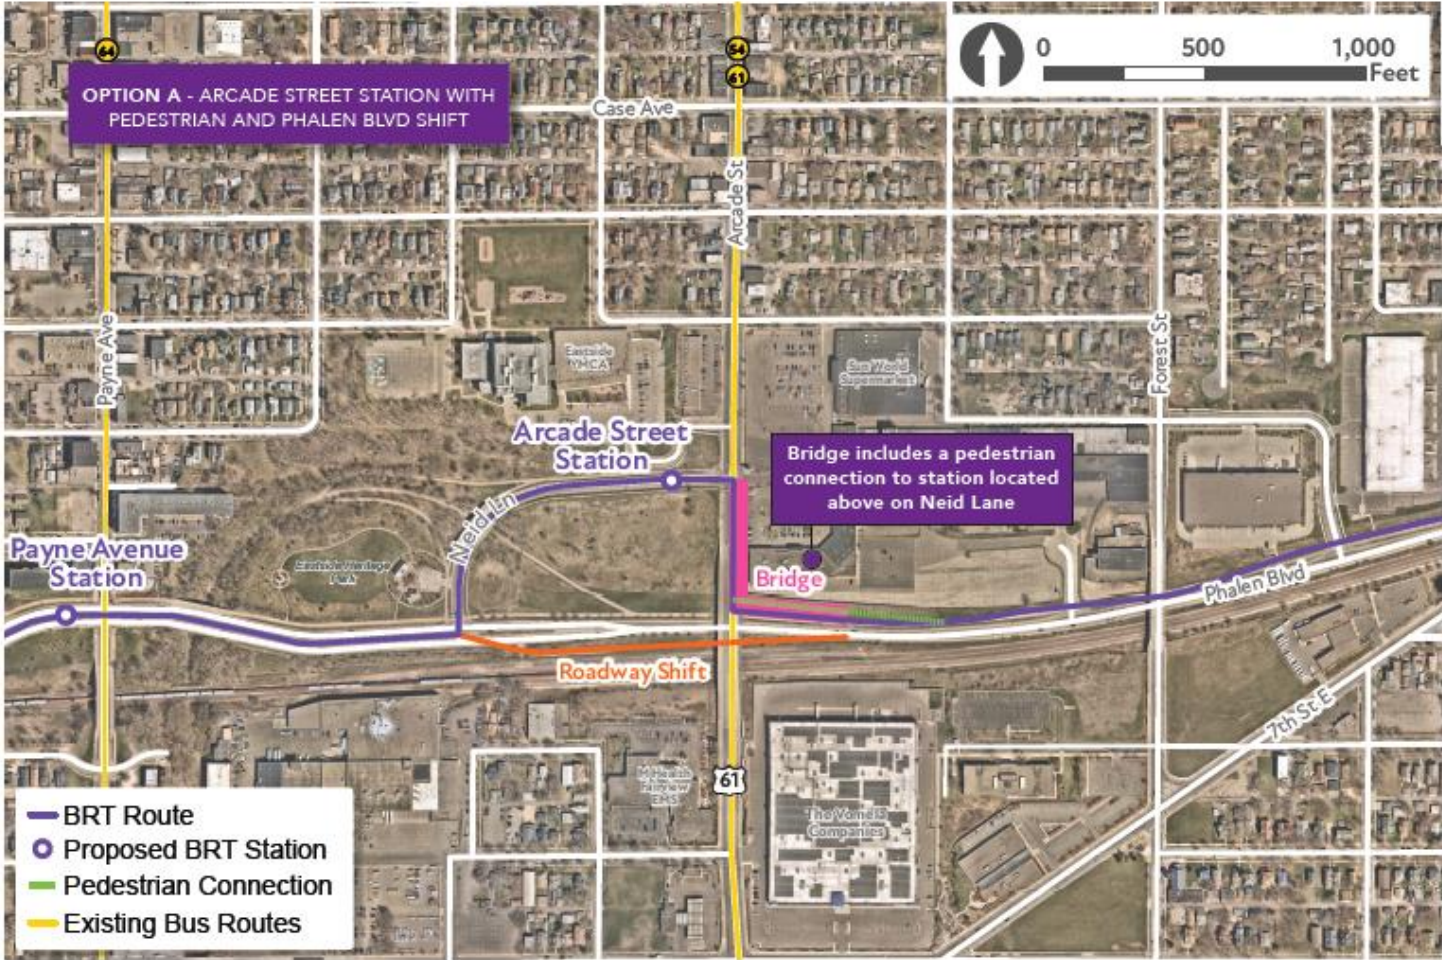 64
54
61
OPTION A - ARCADE STREET STATION WITH
PEDESTRIAN AND PHALEN BLVD SHIFT
0 500 1,000
Feet
Case Ave
Arcade St
Payne Ave
Forest St
Eastside
YMCA
Sun World
Supermarket
Arcade Street
Station
Bridge includes a pedestrian
connection to station located
above on Neid Lane
Neid Ln
Payne Avenue
Station
Eastside Heritage
Park
Bridge
Phalen Blvd
Roadway Shift
7th St E
61
M Health
Fairview
EMS
The Vomela
Companies
BRT Route
Proposed BRT Station
Pedestrian Connection
Existing Bus Routes